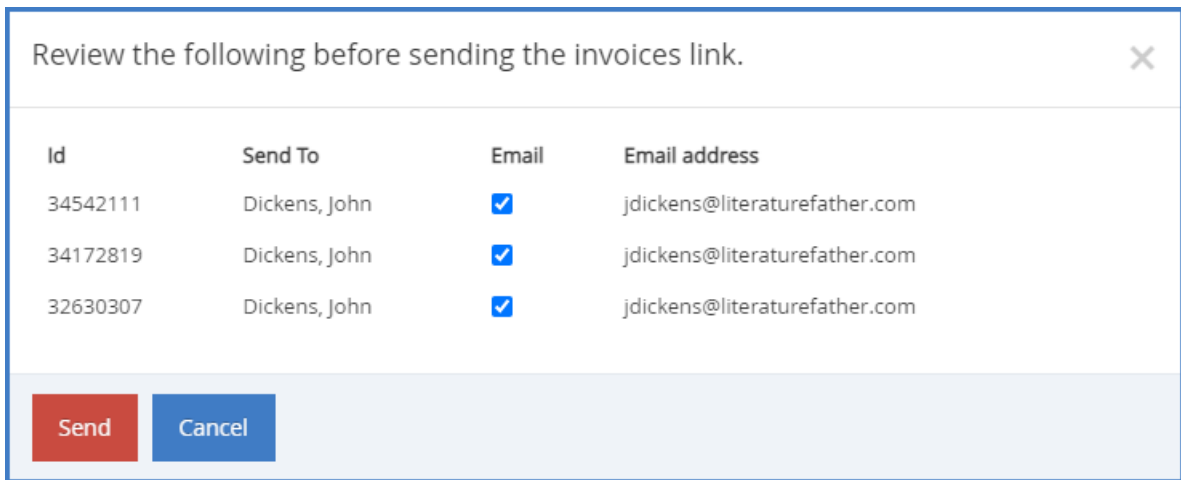 Review the following before sending the invoices link.
Id Send To Email Email address
34542111 Dickens, John jdickens@literaturefather.com
34172819 Dickens, John jdickens@literaturefather.com
32630307 Dickens, John jdickens@literaturefather.com
Send Cancel